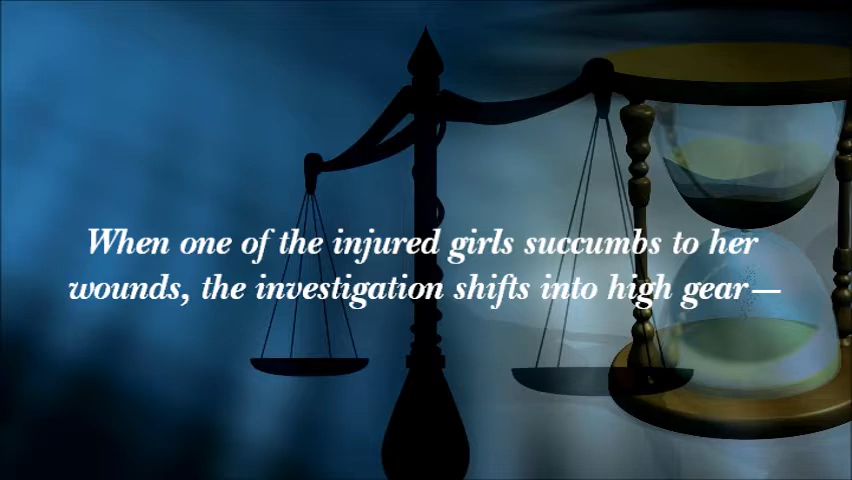 When one of the injured girls succumbs to her
wounds, the investigation shifts into high gear—